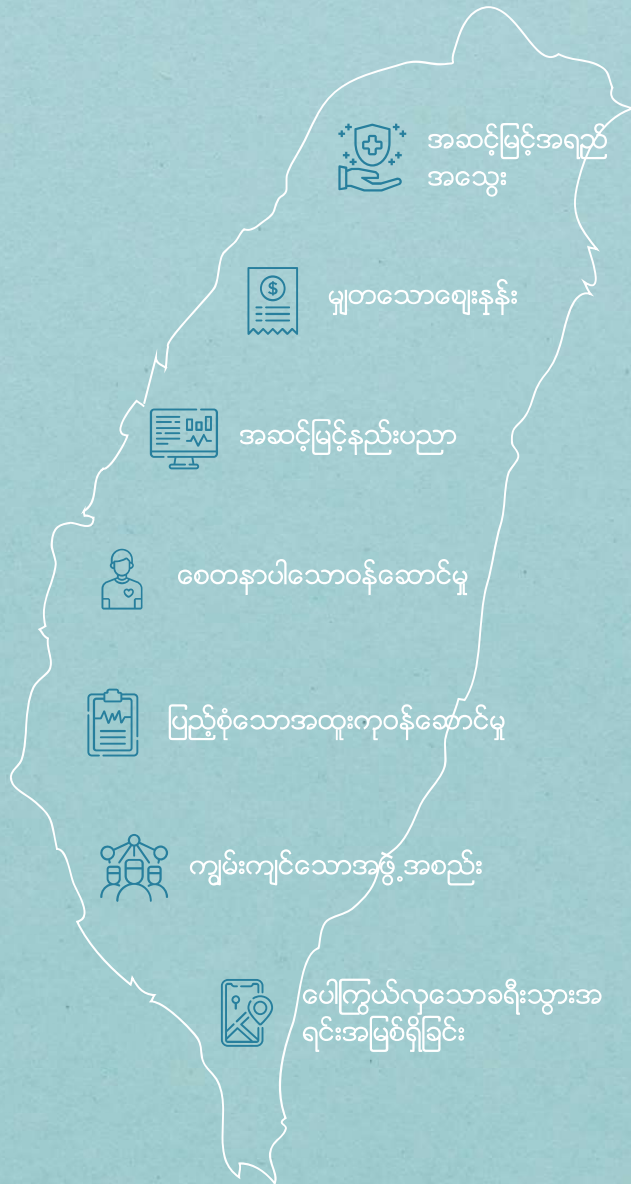 အဆင့်မြင့်အရည်
အသွေး
မျှတသောဈေးနှုန်း
အဆင့်မြင့်နည်းပညာ
စေတနာပါသောဝန်ဆောင်မှု
ပြည့်စုံသောအထူးကုဝန်ဆောင်မှု
ကျွမ်းကျင်သောအဖွဲ့အစည်း
ပေါကြွယ်လှသောခရီးသွားအ
ရင်းအမြစ်ရှိခြင်း